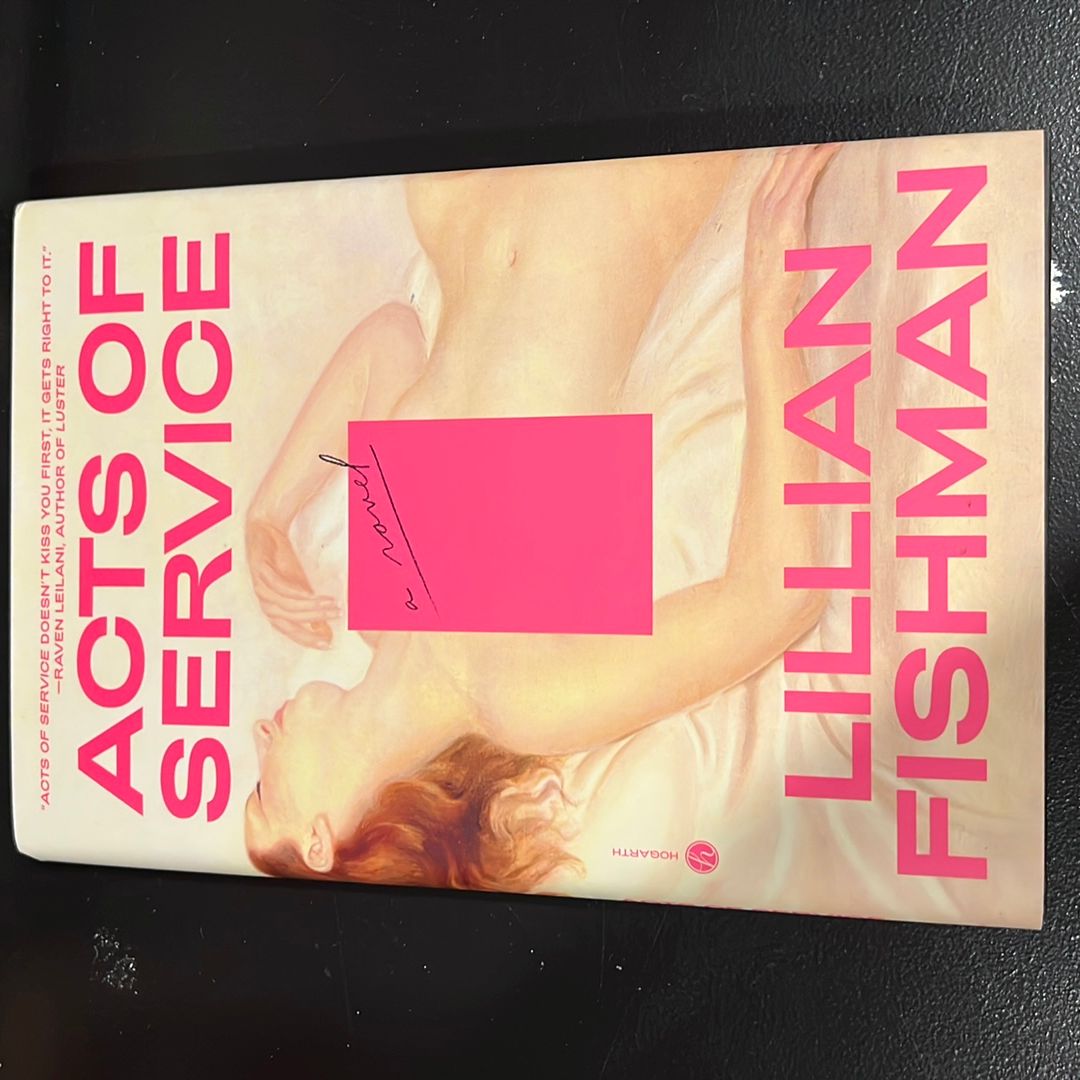 "ACTS OF SERVICE DOESN'T KISS YOU FIRST, IT GETS RIGHT TO IT."
—RAVEN LEILANI, AUTHOR OF LUSTER
ACTS OF
SERVICE
a novel
LILLIAN
FISHMAN
HOGARTH